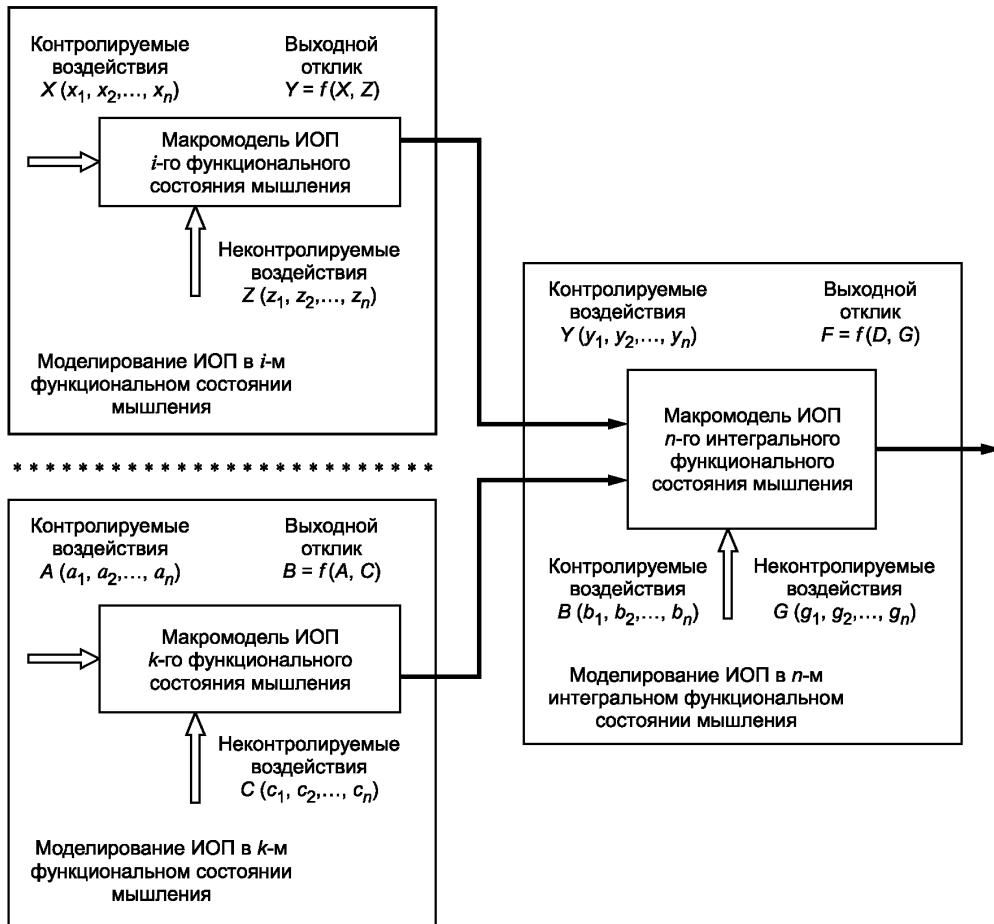 Контролируемые
воздействия
X (x1, x2,..., xn)
Выходной
отклик
Y = f (X, Z)
Макромодель ИОП
i-го функционального
состояния мышления
Неконтролируемые
воздействия
Z (z1, z2,..., zn)
Моделирование ИОП в i-м
функциональном состоянии
мышления
* * * * * * * * * * * * * * * * * * * * * * * * * * *
Контролируемые
воздействия
A (a1, a2,..., an)
Выходной
отклик
B = f (A, C)
Макромодель ИОП
k-го функционального
состояния мышления
Неконтролируемые
воздействия
C (c1, c2,..., cn)
Моделирование ИОП в k-м
функциональном состоянии
мышления
Контролируемые
воздействия
Y (y1, y2,..., yn)
Выходной
отклик
F = f (D, G)
Макромодель ИОП
n-го интегрального
функционального
состояния мышления
Контролируемые
воздействия
B (b1, b2,..., bn)
Неконтролируемые
воздействия
G (g1, g2,..., gn)
Моделирование ИОП в n-м
интегральном функциональном
состоянии мышления